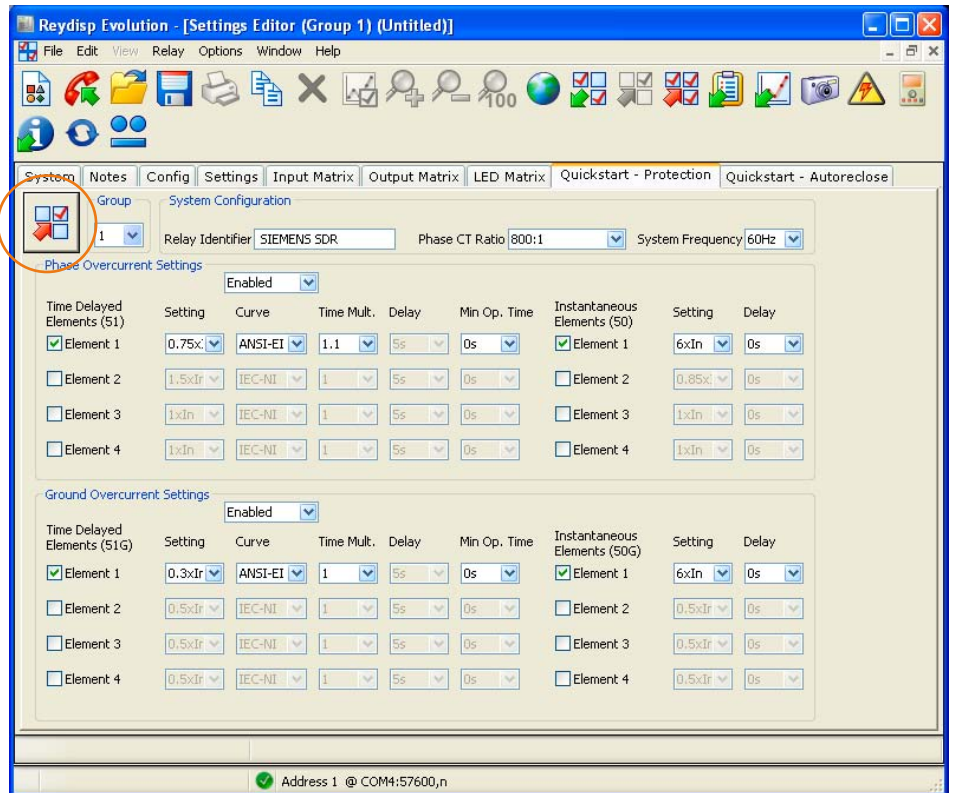 Reydisp Evolution - [Settings Editor (Group 1) (Untitled)]
File Edit View Relay Options Window Help
100
System Notes Config Settings Input Matrix Output Matrix LED Matrix Quickstart - Protection Quickstart - Autoreclose
Group System Configuration
1 Relay Identifier SIEMENS SDR Phase CT Ratio 800:1 System Frequency 60Hz
Phase Overcurrent Settings
Enabled
Time Delayed Elements (51) Setting Curve Time Mult. Delay Min Op. Time Instantaneous Elements (50) Setting Delay
Element 1 0.75x ANSI-EI 1.1 5s 0s Element 1 6xIn 0s
Element 2 1.5xIr IEC-NI 1 5s 0s Element 2 0.85x 0s
Element 3 1xIn IEC-NI 1 5s 0s Element 3 1xIn 0s
Element 4 1xIn IEC-NI 1 5s 0s Element 4 1xIn 0s
Ground Overcurrent Settings
Enabled
Time Delayed Elements (51G) Setting Curve Time Mult. Delay Min Op. Time Instantaneous Elements (50G) Setting Delay
Element 1 0.3xIr ANSI-EI 1 5s 0s Element 1 6xIn 0s
Element 2 0.5xIr IEC-NI 1 5s 0s Element 2 0.5xIr 0s
Element 3 0.5xIr IEC-NI 1 5s 0s Element 3 0.5xIr 0s
Element 4 0.5xIr IEC-NI 1 5s 0s Element 4 0.5xIr 0s
Address 1 @ COM4:57600,n